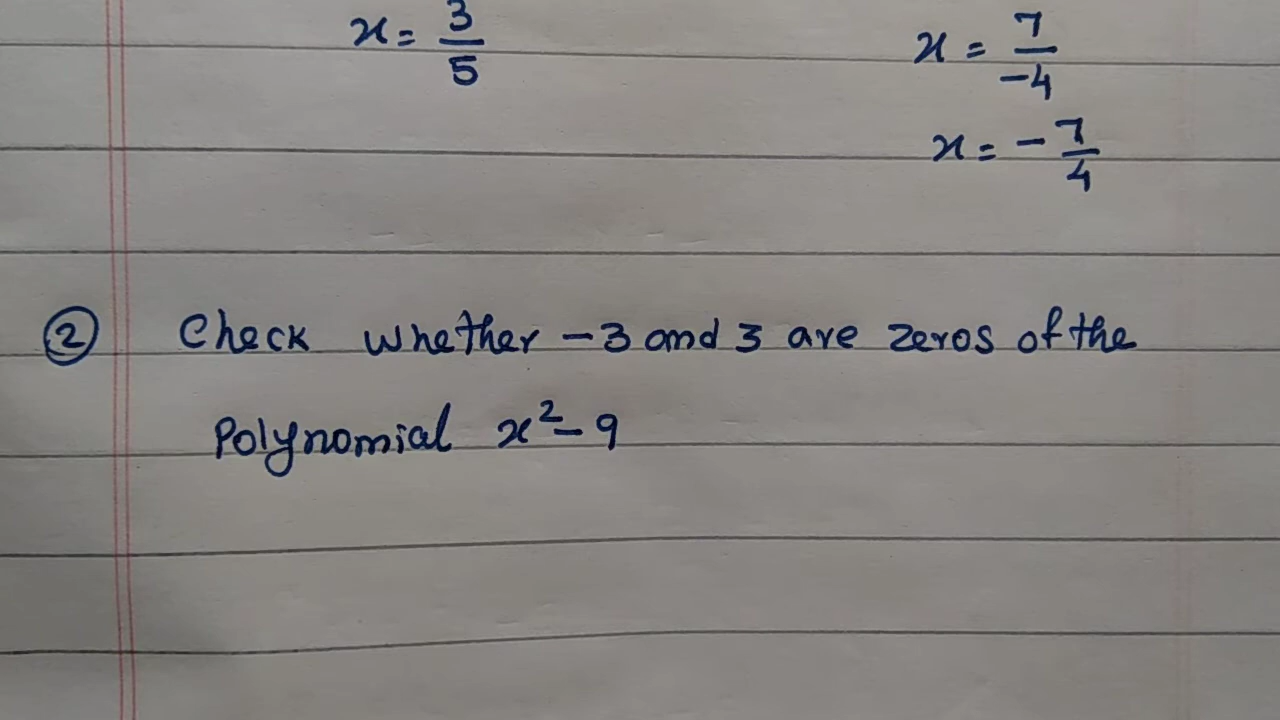 x = 3/5
x = 7/-4
x = - 7/4
② Check whether -3 and 3 are zeros of the
Polynomial x² - 9